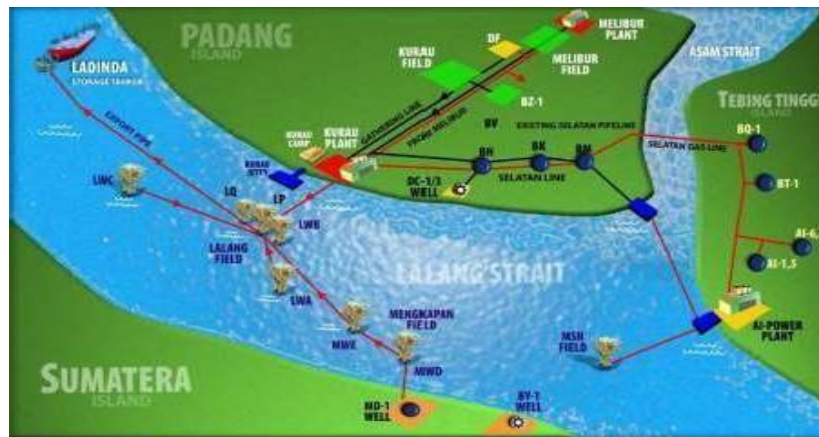 PADANG
ISLAND
LADINDA
STORAGE TANKER
EFFORT PIPE
LWC
LQ
LP
LWB
LALANG
FIELD
LWA
MWE
MENGKAPAN
FIELD
MWD
MD-1
WELL
BY-1
WELL
SUMATERA
ISLAND
LALANG STRAIT
MSH
FIELD
KURAU
CAMP
KURAU
PLANT
KURAU
JETTY
GATHERING LINE
FROM MELIBUR
KURAU
FIELD
DF
MELIBUR
PLANT
MELIBUR
FIELD
BZ-1
BV
EXISTING SELATAN PIPELINE
BH
BK
BM
DC-1/3
WELL
SELATAN LINE
SELATAN GAS LINE
ASAM STRAIT
TEBING TINGGI
ISLAND
BQ-1
BT-1
AI-6,
AI-1,5
AI-POWER
PLANT